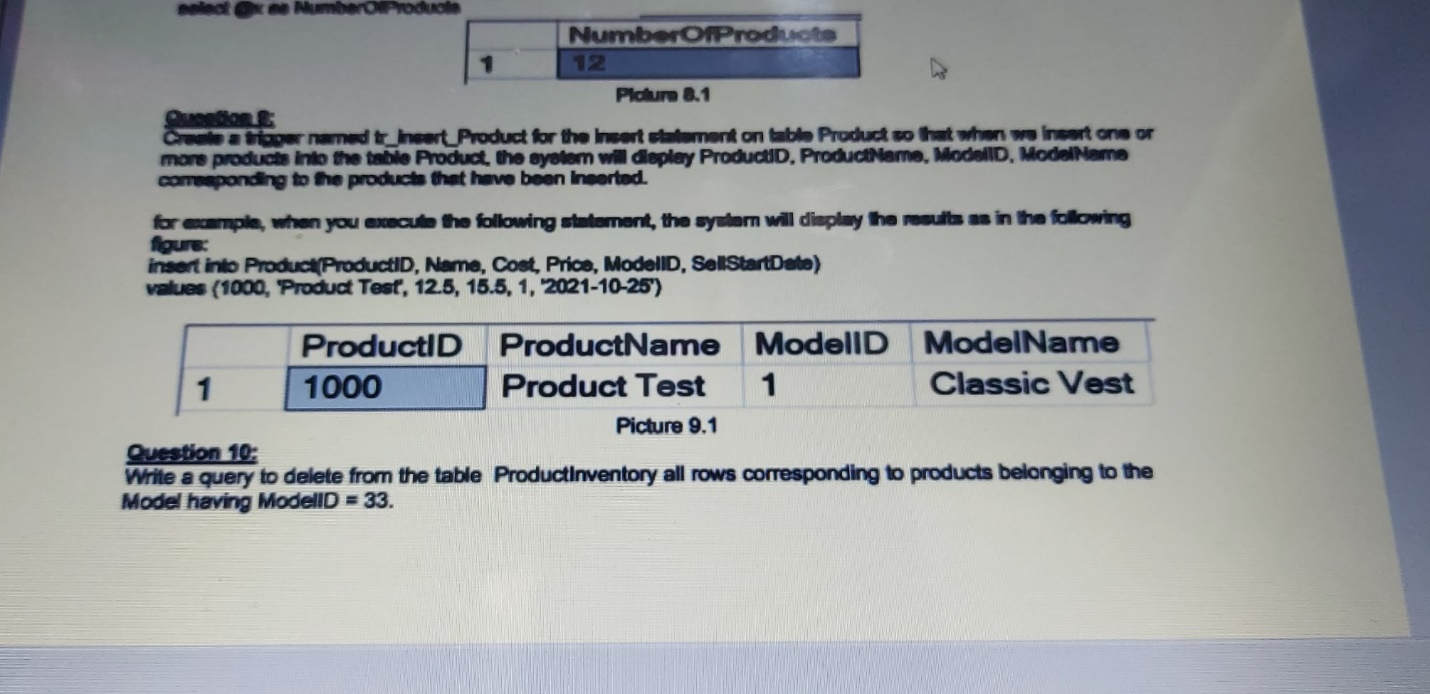 select @x as NumberOfProducts
NumberOfProducts
1 12
Picture 8.1
Question 9:
Create a trigger named tr_insert_Product for the insert statement on table Product so that when we insert one or
more products into the table Product, the system will display ProductID, ProductName, ModelID, ModelName
corresponding to the products that have been inserted.
for example, when you execute the following statement, the system will display the results as in the following
figure:
insert into Product(ProductID, Name, Cost, Price, ModelID, SellStartDate)
values (1000, 'Product Test', 12.5, 15.5, 1, '2021-10-25')
ProductID ProductName ModelID ModelName
1 1000 Product Test 1 Classic Vest
Picture 9.1
Question 10:
Write a query to delete from the table ProductInventory all rows corresponding to products belonging to the
Model having ModelID = 33.